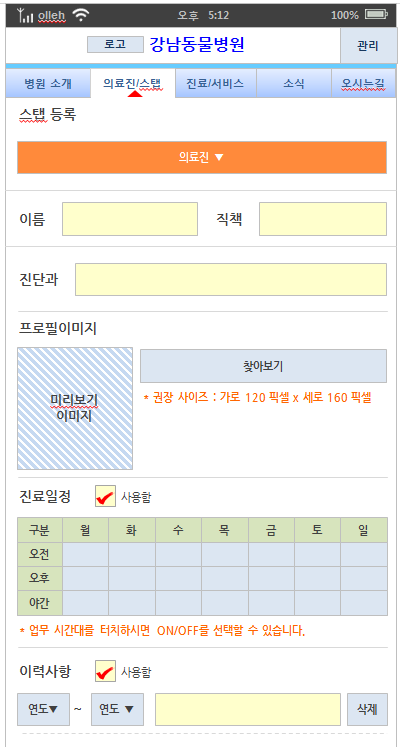 olleh 오후 5:12 100%
로고 강남동물병원 관리
병원 소개 의료진/스탭 진료/서비스 소식 오시는길
스탭 등록
의료진 ▼
이름 직책
진단과
프로필이미지
미리보기
이미지
찾아보기
* 권장 사이즈 : 가로 120 픽셀 x 세로 160 픽셀
진료일정 사용함
구분 월 화 수 목 금 토 일
오전
오후
야간
* 업무 시간대를 터치하시면 ON/OFF를 선택할 수 있습니다.
이력사항 사용함
연도▼ ~ 연도 ▼ 삭제